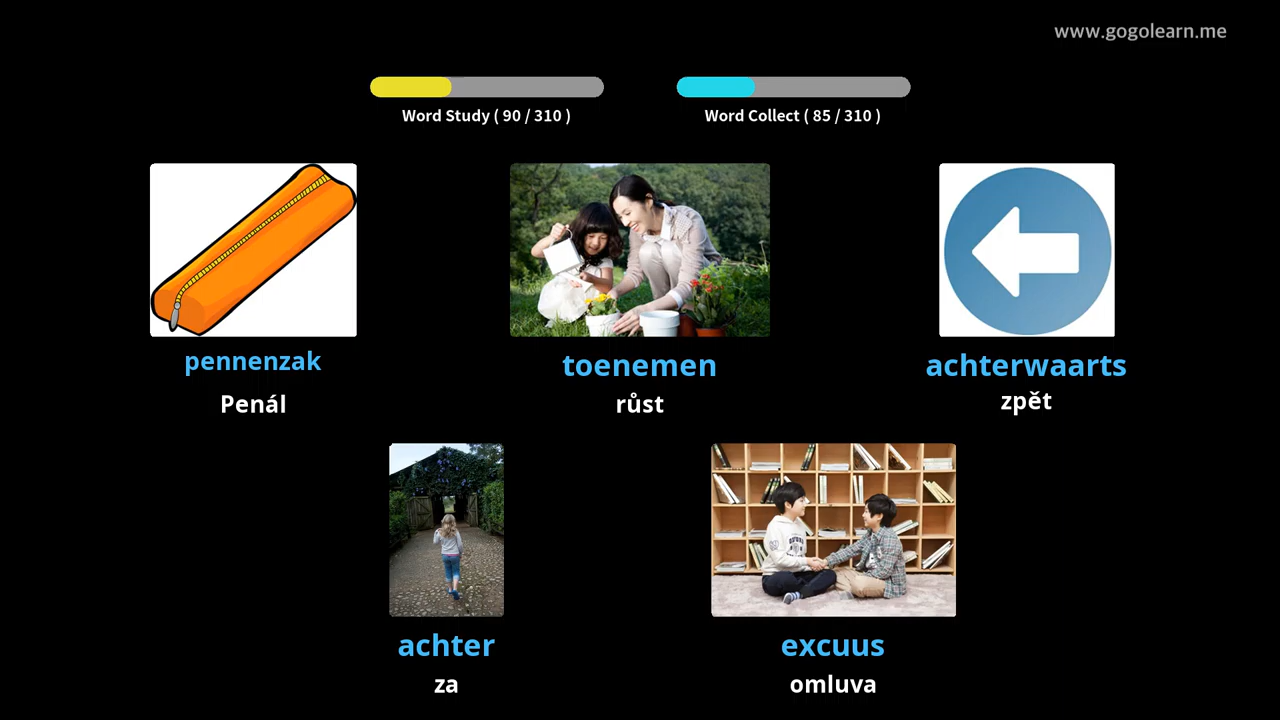 www.gogolearn.me
Word Study ( 90 / 310 )
Word Collect ( 85 / 310 )
pennenzak
Penál
toenemen
růst
achterwaarts
zpět
achter
za
excuus
omluva